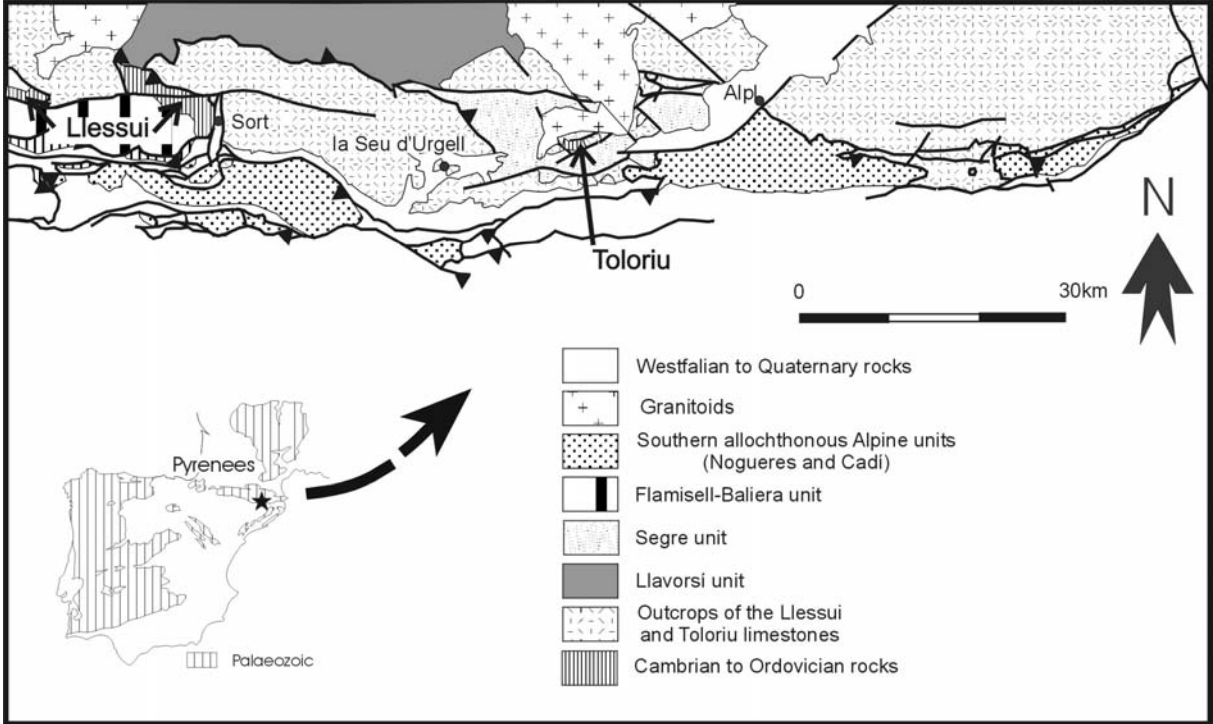 Alp
Llessui
Sort
la Seu d'Urgell
N
Toloriu
0 30km
Westfalian to Quaternary rocks
Granitoids
Southern allochthonous Alpine units
(Nogueres and Cadí)
Flamisell-Baliera unit
Pyrenees
Segre unit
Llavorsí unit
Outcrops of the Llessui
and Toloriu limestones
Cambrian to Ordovician rocks
Palaeozoic